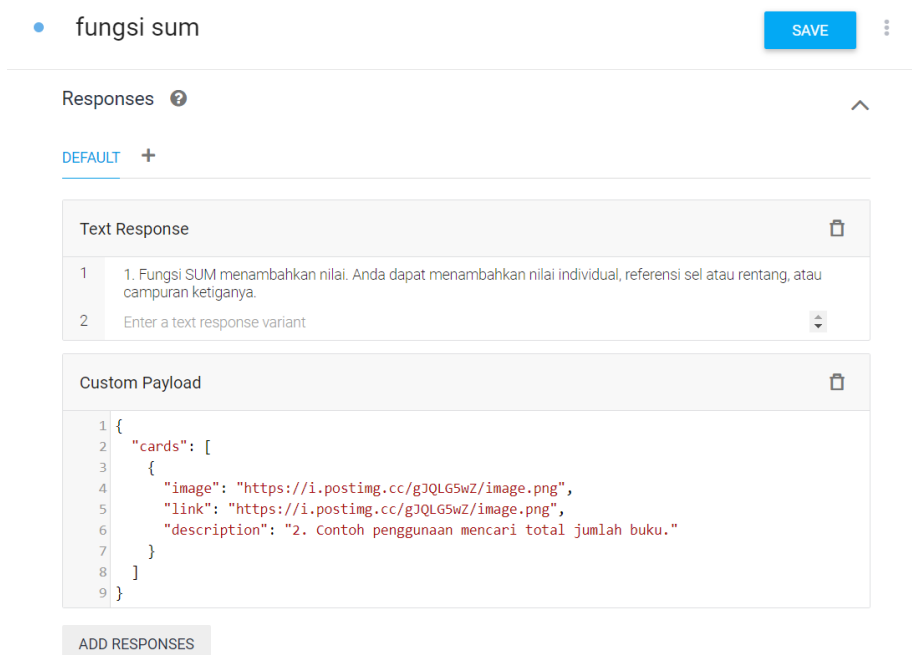 fungsi sum
SAVE
Responses
DEFAULT
Text Response
1
1. Fungsi SUM menambahkan nilai. Anda dapat menambahkan nilai individual, referensi sel atau rentang, atau
campuran ketiganya.
2
Enter a text response variant
Custom Payload
1 {
2 "cards": [
3 {
4 "image": "https://i.postimg.cc/gJQLG5wZ/image.png",
5 "link": "https://i.postimg.cc/gJQLG5wZ/image.png",
6 "description": "2. Contoh penggunaan mencari total jumlah buku."
7 }
8 ]
9 }
ADD RESPONSES